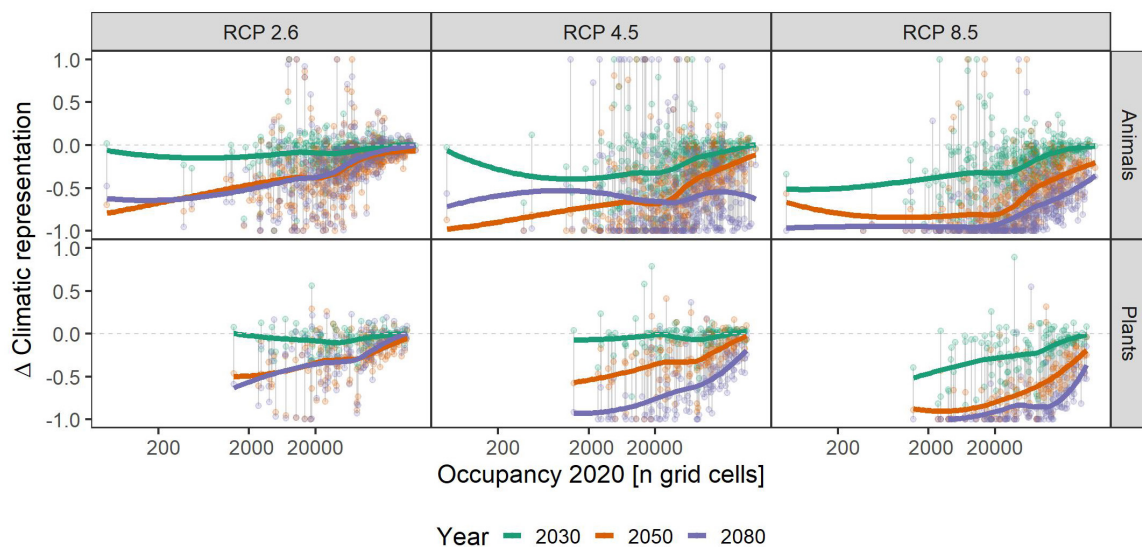 RCP 2.6 RCP 4.5 RCP 8.5
1.0
0.5
0.0
-0.5
-1.0
Animals
1.0
0.5
0.0
-0.5
-1.0
Plants
Δ Climatic representation
200 2000 20000 200 2000 20000 200 2000 20000
Occupancy 2020 [n grid cells]
Year 2030 2050 2080